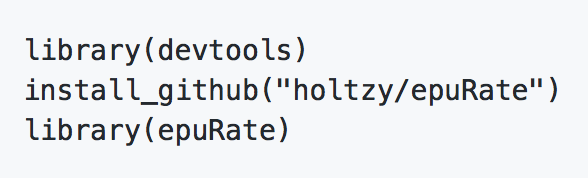 library(devtools)
install_github("holtzy/epuRate")
library(epuRate)